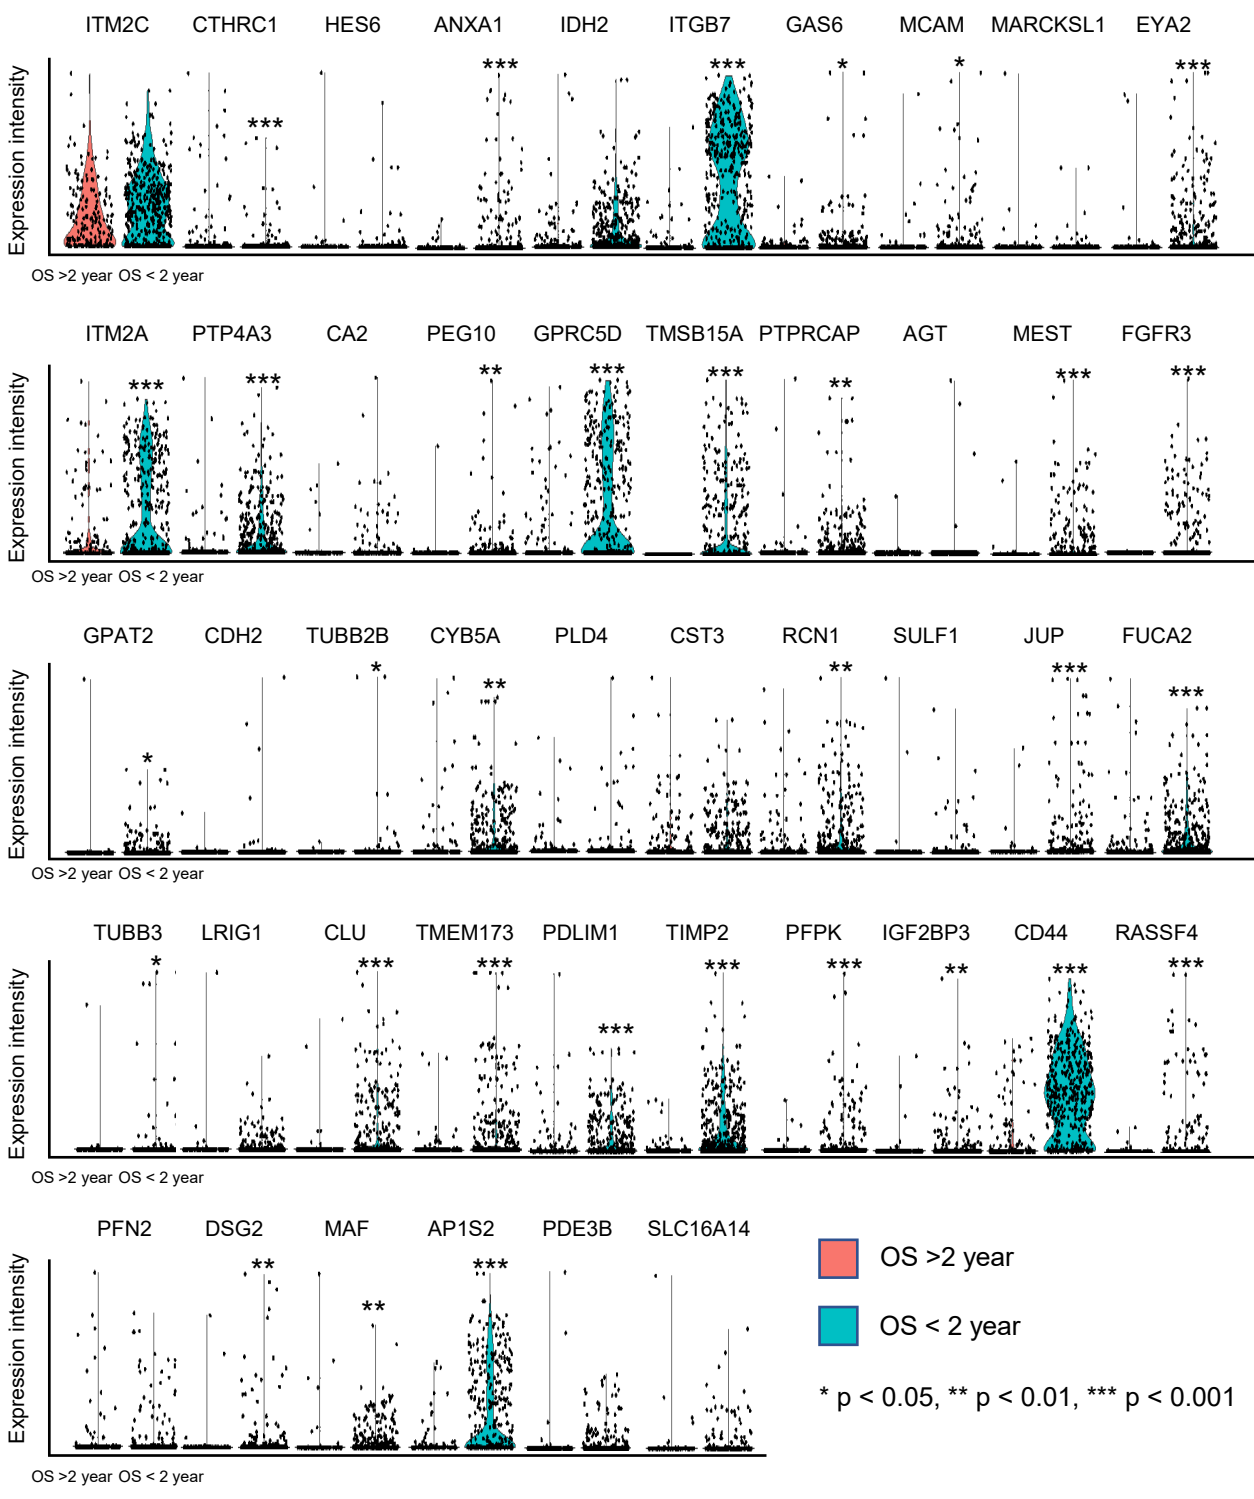 ITM2C CTHRC1 HES6 ANXA1 IDH2 ITGB7 GAS6 MCAM MARCKSL1 EYA2
*** *** *** * * ***
Expression intensity
OS >2 year OS < 2 year
ITM2A PTP4A3 CA2 PEG10 GPRC5D TMSB15A PTPRCAP AGT MEST FGFR3
*** *** ** *** *** ** *** ***
Expression intensity
OS >2 year OS < 2 year
GPAT2 CDH2 TUBB2B CYB5A PLD4 CST3 RCN1 SULF1 JUP FUCA2
* * ** ** *** ***
Expression intensity
OS >2 year OS < 2 year
TUBB3 LRIG1 CLU TMEM173 PDLIM1 TIMP2 PFPK IGF2BP3 CD44 RASSF4
* *** *** *** *** *** ** *** ***
Expression intensity
OS >2 year OS < 2 year
PFN2 DSG2 MAF AP1S2 PDE3B SLC16A14
** ** ***
Expression intensity
OS >2 year OS < 2 year
OS >2 year
OS < 2 year
* p < 0.05, ** p < 0.01, *** p < 0.001